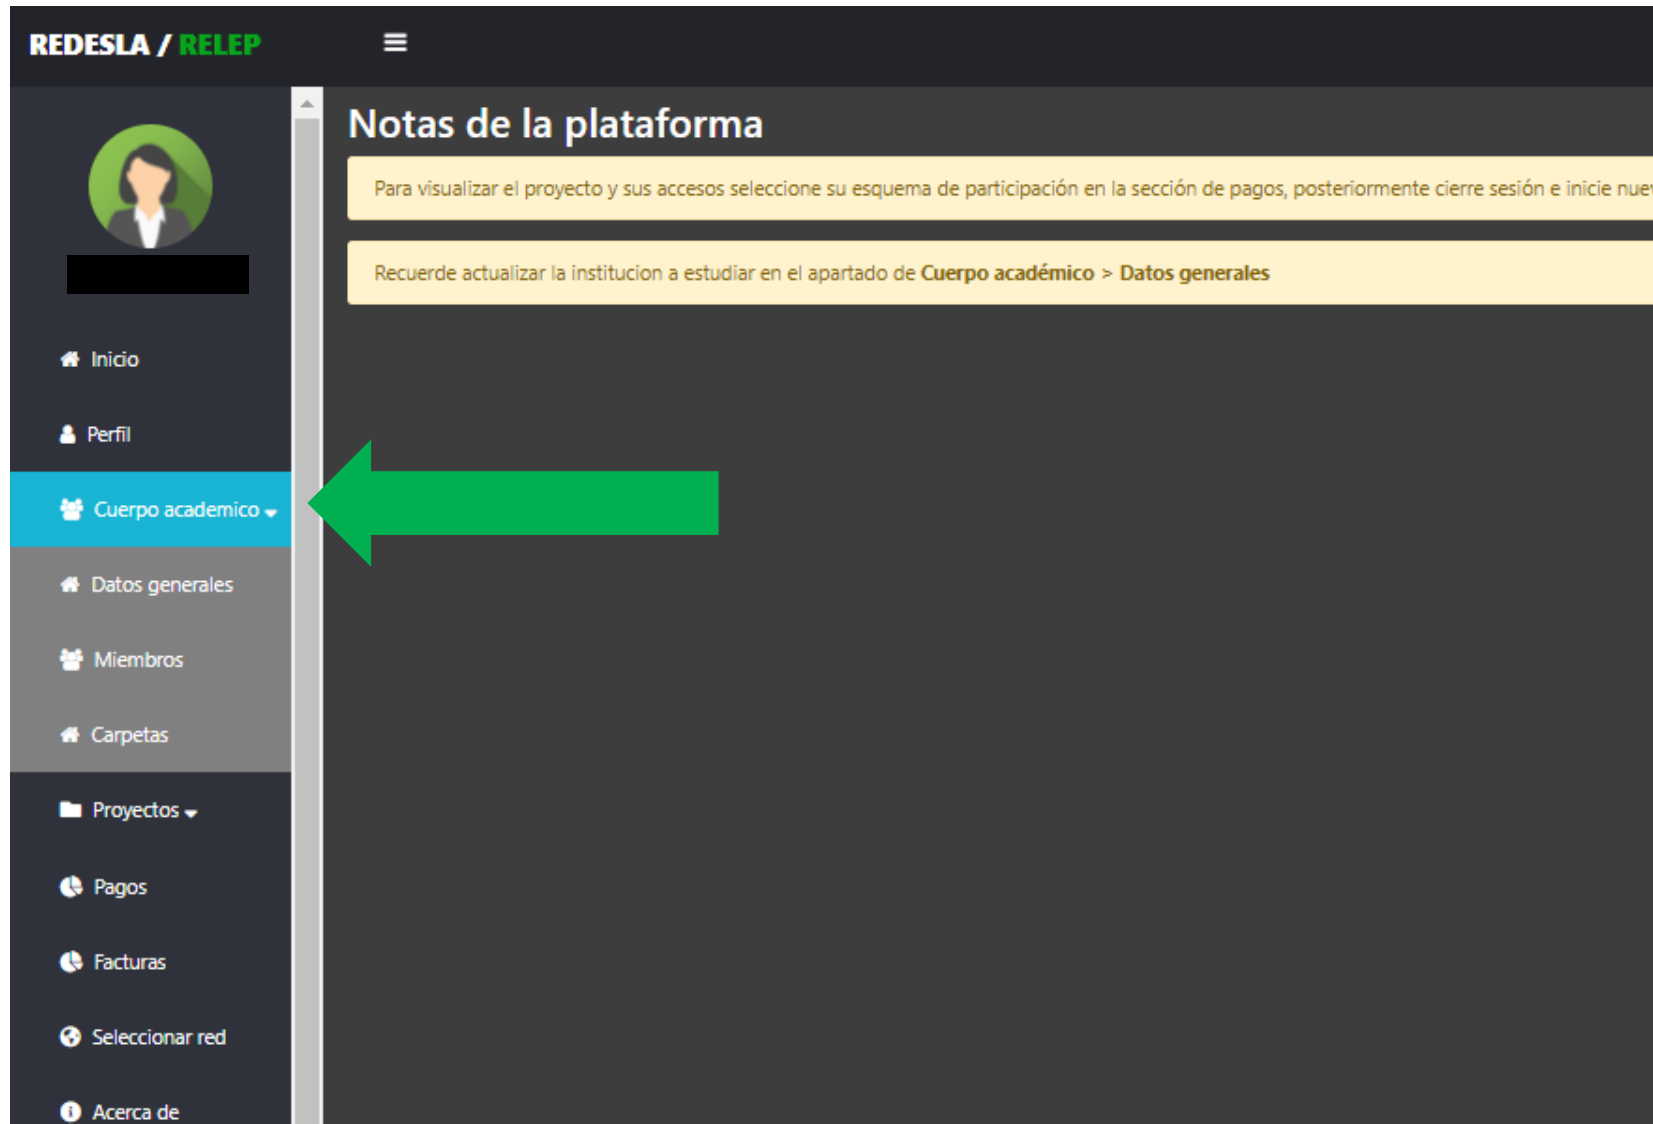 REDESLA / RELEP
Notas de la plataforma
Para visualizar el proyecto y sus accesos seleccione su esquema de participación en la sección de pagos, posteriormente cierre sesión e inicie
Recuerde actualizar la institucion a estudiar en el apartado de Cuerpo académico > Datos generales
Inicio
Perfil
Cuerpo academico
Datos generales
Miembros
Carpetas
Proyectos
Pagos
Facturas
Seleccionar red
Acerca de